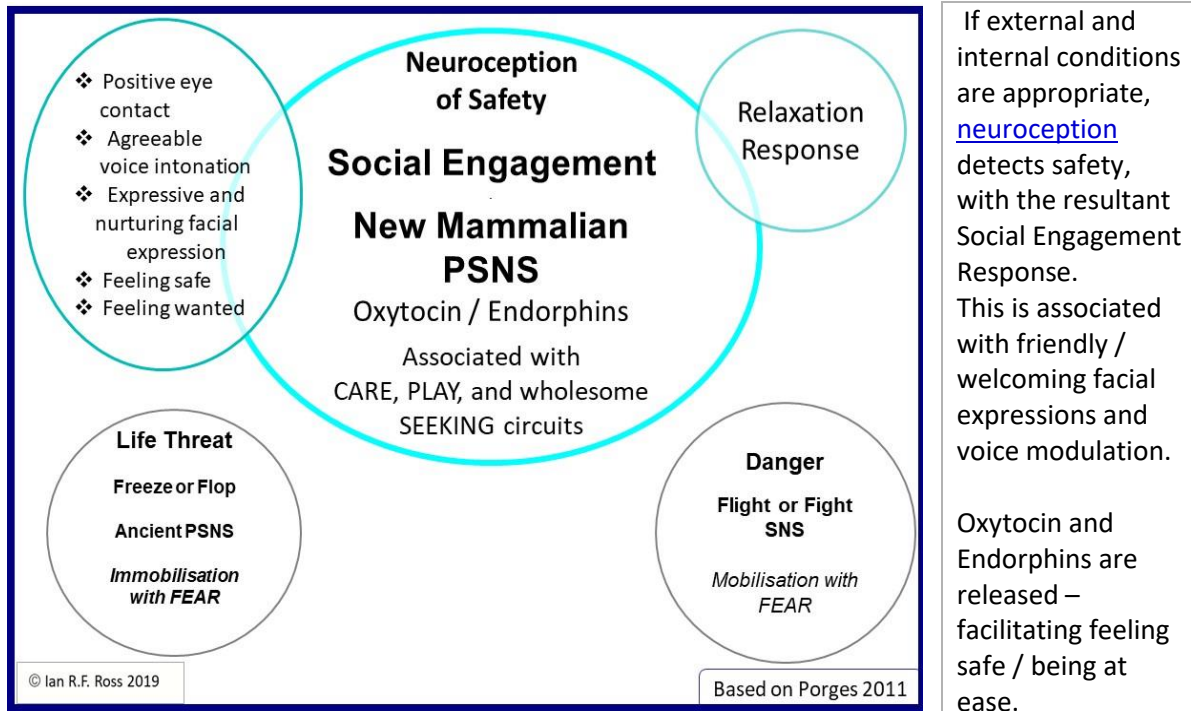 ❖ Positive eye
contact
❖ Agreeable
voice intonation
❖ Expressive and
nurturing facial
expression
❖ Feeling safe
❖ Feeling wanted
Neuroception
of Safety
Social Engagement
New Mammalian
PSNS
Oxytocin / Endorphins
Associated with
CARE, PLAY, and wholesome
SEEKING circuits
Relaxation
Response
Life Threat
Freeze or Flop
Ancient PSNS
Immobilisation
with FEAR
Danger
Flight or Fight
SNS
Mobilisation with
FEAR
© Ian R.F. Ross 2019
Based on Porges 2011
If external and
internal conditions
are appropriate,
neuroception
detects safety,
with the resultant
Social Engagement
Response.
This is associated
with friendly /
welcoming facial
expressions and
voice modulation.
Oxytocin and
Endorphins are
released –
facilitating feeling
safe / being at
ease.